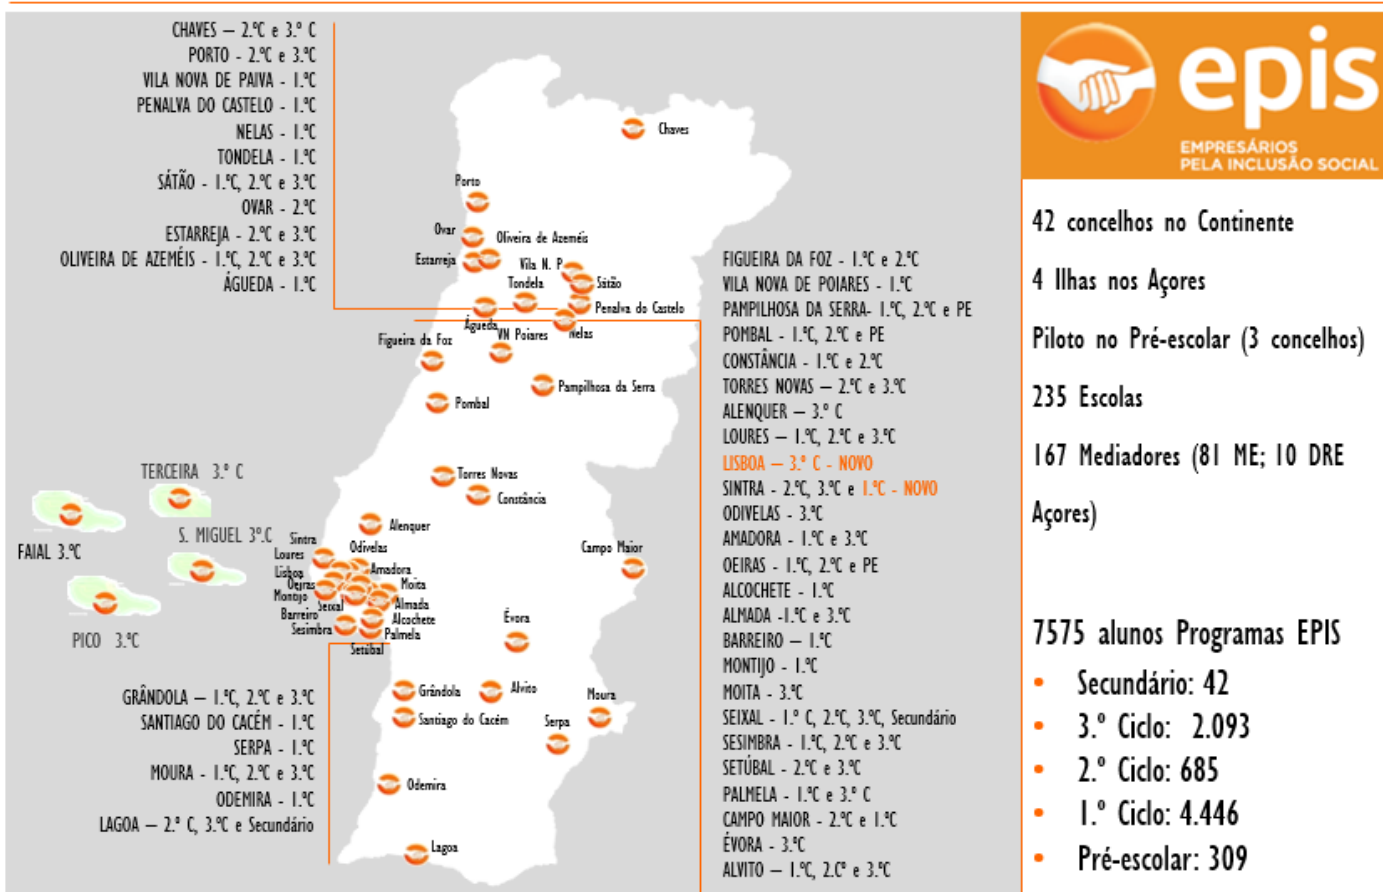 CHAVES – 2.ºC e 3.º C
PORTO - 2.ºC e 3.ºC
VILA NOVA DE PAIVA - 1.ºC
PENALVA DO CASTELO - 1.ºC
NELAS - 1.ºC
TONDELA - 1.ºC
SÁTÃO - 1.ºC, 2.ºC e 3.ºC
OVAR - 2.ºC
ESTARREJA - 2.ºC e 3.ºC
OLIVEIRA DE AZEMÉIS - 1.ºC, 2.ºC e 3.ºC
ÁGUEDA - 1.ºC
Chaves
Porto
Ovar
Oliveira de Azeméis
Estarreja
Vila N. P
Sátão
Tondela
Penalva do Castelo
Águeda
Nelas
VN Poiares
Figueira da Foz
Pampilhosa da Serra
Pombal
Torres Novas
Constância
Alenquer
Sintra
Odivelas
Loures
Lisboa
Amadora
Oeiras
Moita
Montijo
Seixal
Almada
Barreiro
Alcochete
Sesimbra
Palmela
Setúbal
Campo Maior
Évora
Grândola
Alvito
Moura
Santiago do Cacém
Serpa
Odemira
Lagoa
TERCEIRA 3.º C
FAIAL 3.ºC
S. MIGUEL 3º.C
PICO 3.ºC
GRÂNDOLA – 1.ºC, 2.ºC e 3.ºC
SANTIAGO DO CACÉM - 1.ºC
SERPA - 1.ºC
MOURA - 1.ºC, 2.ºC e 3.ºC
ODEMIRA - 1.ºC
LAGOA – 2.º C, 3.ºC e Secundário
FIGUEIRA DA FOZ - 1.ºC e 2.ºC
VILA NOVA DE POIARES - 1.ºC
PAMPILHOSA DA SERRA- 1.ºC, 2.ºC e PE
POMBAL - 1.ºC, 2.ºC e PE
CONSTÂNCIA - 1.ºC e 2.ºC
TORRES NOVAS – 2.ºC e 3.ºC
ALENQUER – 3.º C
LOURES – 1.ºC, 2.ºC e 3.ºC
LISBOA – 3.º C - NOVO
SINTRA - 2.ºC, 3.ºC e 1.ºC - NOVO
ODIVELAS - 3.ºC
AMADORA - 1.ºC e 3.ºC
OEIRAS - 1.ºC, 2.ºC e PE
ALCOCHETE - 1.ºC
ALMADA -1.ºC e 3.ºC
BARREIRO – 1.ºC
MONTIJO - 1.ºC
MOITA - 3.ºC
SEIXAL - 1.º C, 2.ºC, 3.ºC, Secundário
SESIMBRA - 1.ºC, 2.ºC e 3.ºC
SETÚBAL - 2.ºC e 3.ºC
PALMELA - 1.ºC e 3.º C
CAMPO MAIOR - 2.ºC e 1.ºC
ÉVORA - 3.ºC
ALVITO – 1.ºC, 2.Cº e 3.ºC
epis
EMPRESÁRIOS
PELA INCLUSÃO SOCIAL
42 concelhos no Continente
4 Ilhas nos Açores
Piloto no Pré-escolar (3 concelhos)
235 Escolas
167 Mediadores (81 ME; 10 DRE
Açores)
7575 alunos Programas EPIS
• Secundário: 42
• 3.º Ciclo: 2.093
• 2.º Ciclo: 685
• 1.º Ciclo: 4.446
• Pré-escolar: 309